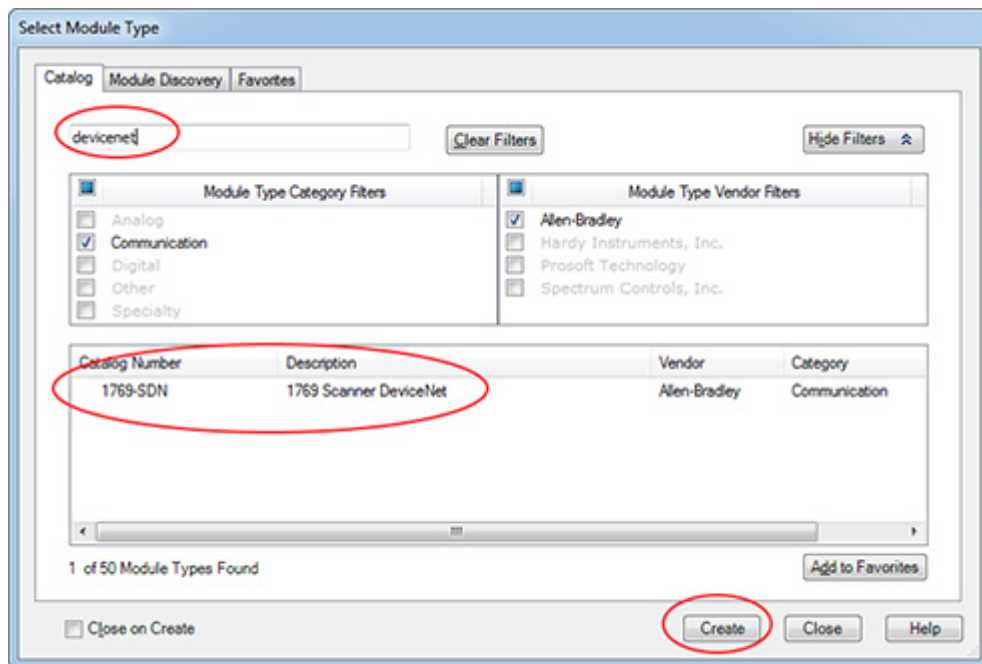 Select Module Type
Catalog Module Discovery Favorites
devicenet Clear Filters Hide Filters
Module Type Category Filters Module Type Vendor Filters
Analog Allen-Bradley
Communication Hardy Instruments, Inc.
Digital Prosoft Technology
Other Spectrum Controls, Inc.
Specialty
Catalog Number Description Vendor Category
1769-SDN 1769 Scanner DeviceNet Allen-Bradley Communication
1 of 50 Module Types Found Add to Favorites
Close on Create Create Close Help